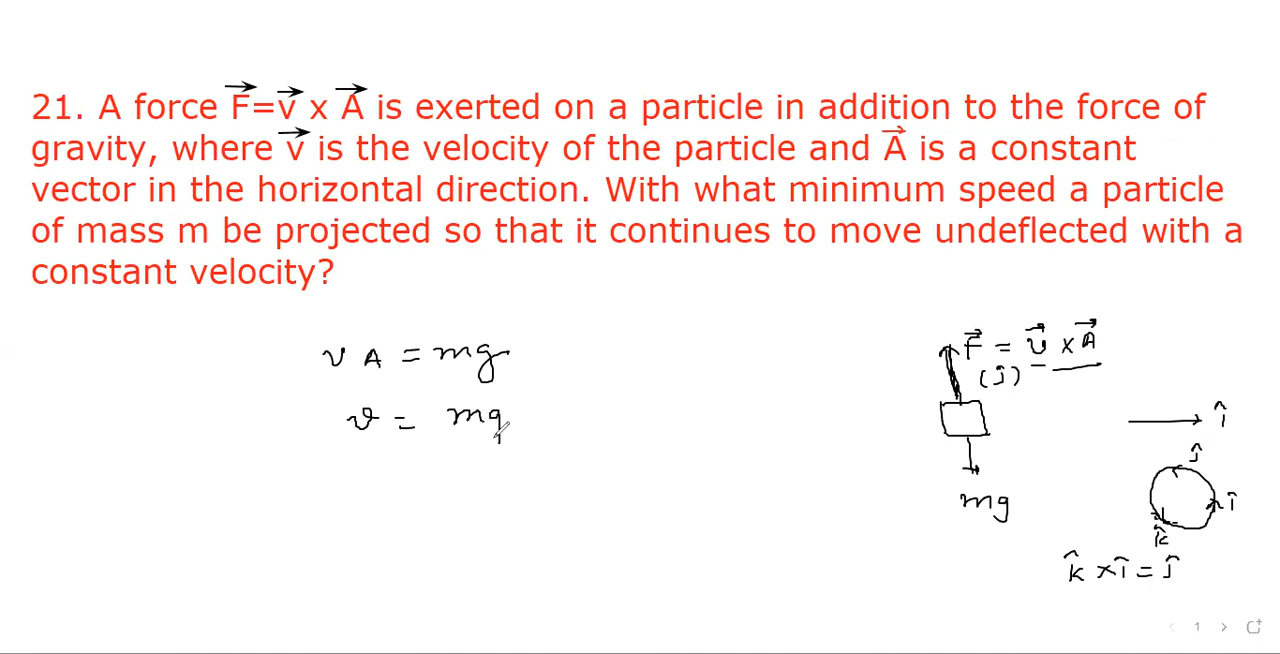 21. A force F=v x A is exerted on a particle in addition to the force of
gravity, where v is the velocity of the particle and A is a constant
vector in the horizontal direction. With what minimum speed a particle
of mass m be projected so that it continues to move undeflected with a
constant velocity?
v A = mg
v = mg
F = v x A
(ĵ)
î
ĵ
î
k̂
mg
k̂ x î = ĵ
1